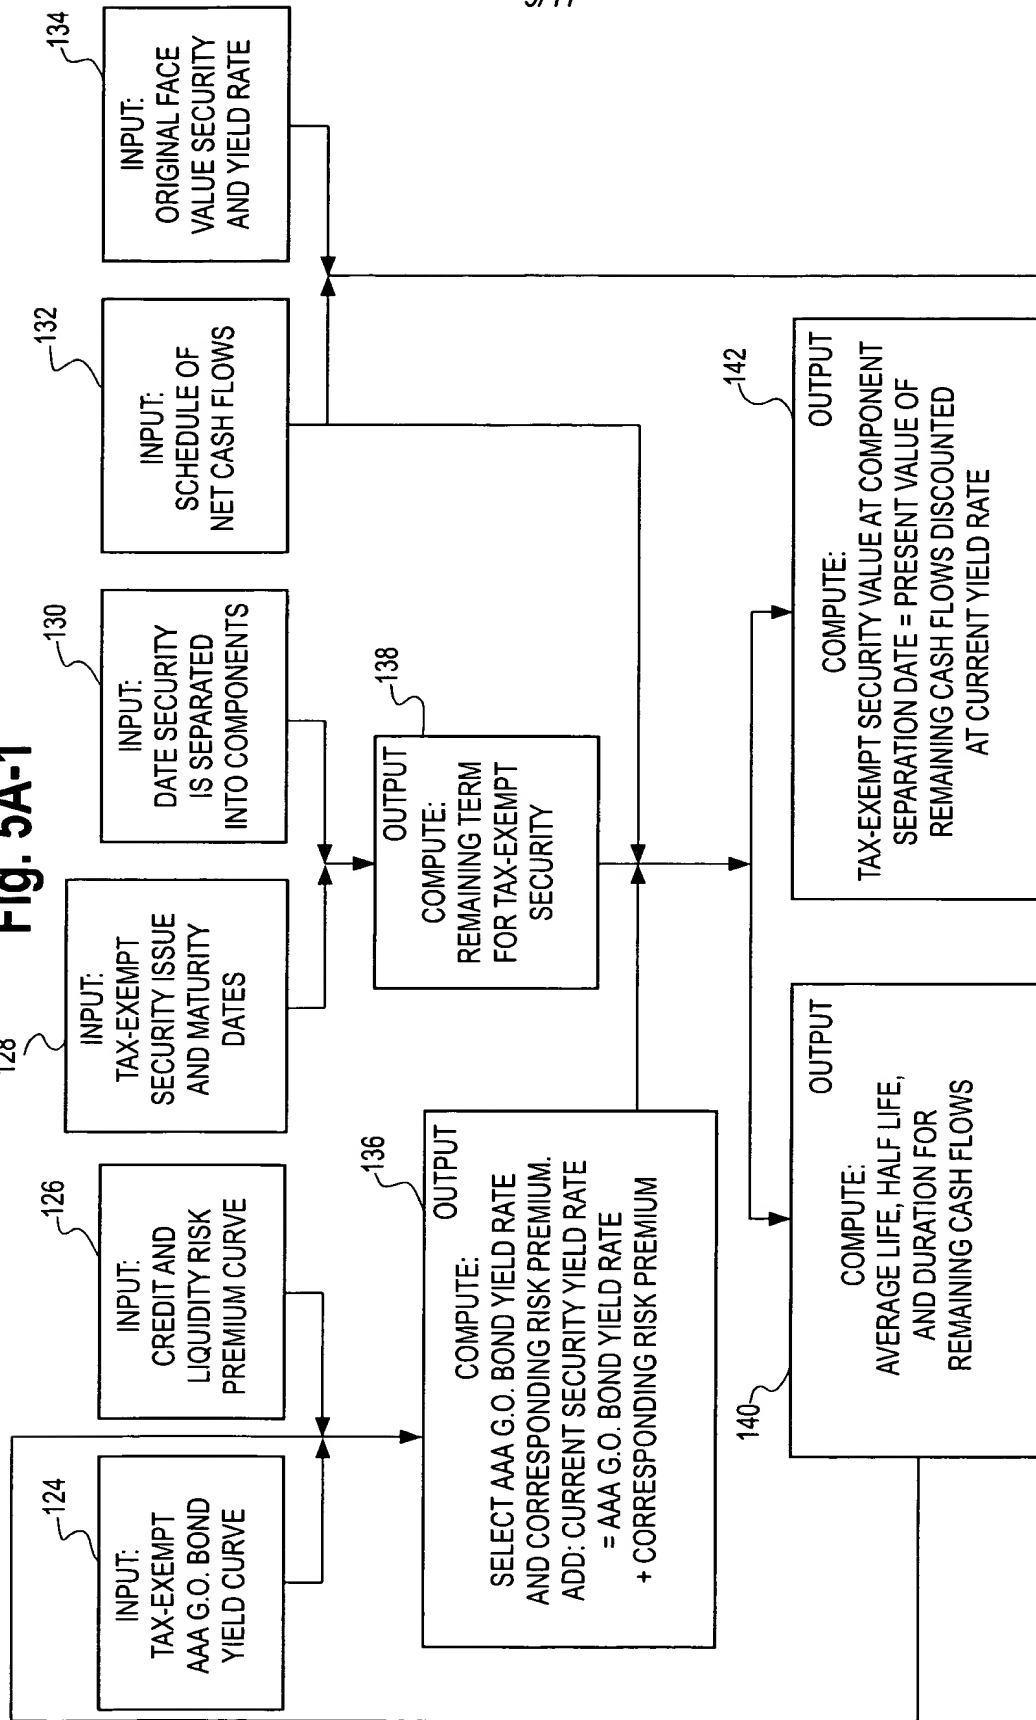 Fig. 5A-1
124
INPUT:
TAX-EXEMPT
AAA G.O. BOND
YIELD CURVE
126
INPUT:
CREDIT AND
LIQUIDITY RISK
PREMIUM CURVE
128
INPUT:
TAX-EXEMPT
SECURITY ISSUE
AND MATURITY
DATES
130
INPUT:
DATE SECURITY
IS SEPARATED
INTO COMPONENTS
132
INPUT:
SCHEDULE OF
NET CASH FLOWS
134
INPUT:
ORIGINAL FACE
VALUE SECURITY
AND YIELD RATE
136
OUTPUT
COMPUTE:
SELECT AAA G.O. BOND YIELD RATE
AND CORRESPONDING RISK PREMIUM.
ADD: CURRENT SECURITY YIELD RATE
= AAA G.O. BOND YIELD RATE
+ CORRESPONDING RISK PREMIUM
138
OUTPUT
COMPUTE:
REMAINING TERM
FOR TAX-EXEMPT
SECURITY
140
OUTPUT
COMPUTE:
AVERAGE LIFE, HALF LIFE,
AND DURATION FOR
REMAINING CASH FLOWS
142
OUTPUT
COMPUTE:
TAX-EXEMPT SECURITY VALUE AT COMPONENT
SEPARATION DATE = PRESENT VALUE OF
REMAINING CASH FLOWS DISCOUNTED
AT CURRENT YIELD RATE